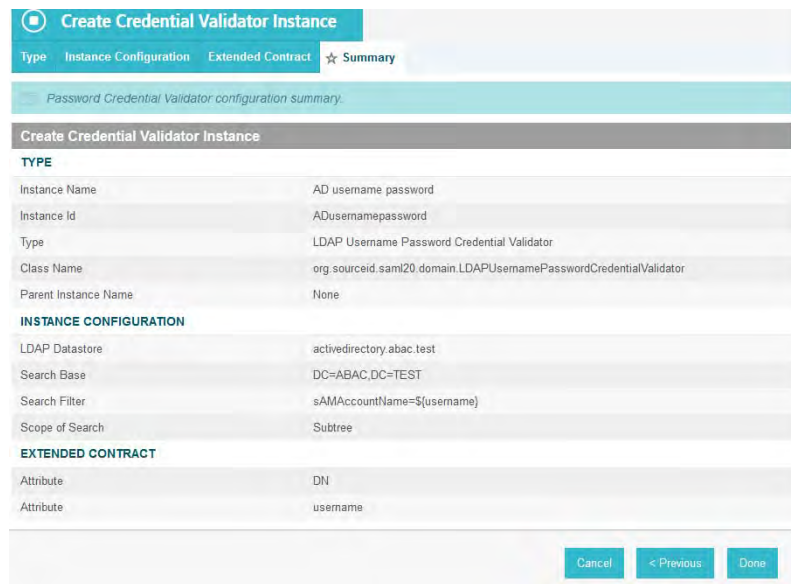 Create Credential Validator Instance
Type Instance Configuration Extended Contract ☆ Summary
Password Credential Validator configuration summary.
Create Credential Validator Instance
TYPE
Instance Name AD username password
Instance Id ADusernamepassword
Type LDAP Username Password Credential Validator
Class Name org.sourceid.saml20.domain.LDAPUsernamePasswordCredentialValidator
Parent Instance Name None
INSTANCE CONFIGURATION
LDAP Datastore activedirectory.abac.test
Search Base DC=ABAC,DC=TEST
Search Filter sAMAccountName=${username}
Scope of Search Subtree
EXTENDED CONTRACT
Attribute DN
Attribute username
Cancel < Previous Done